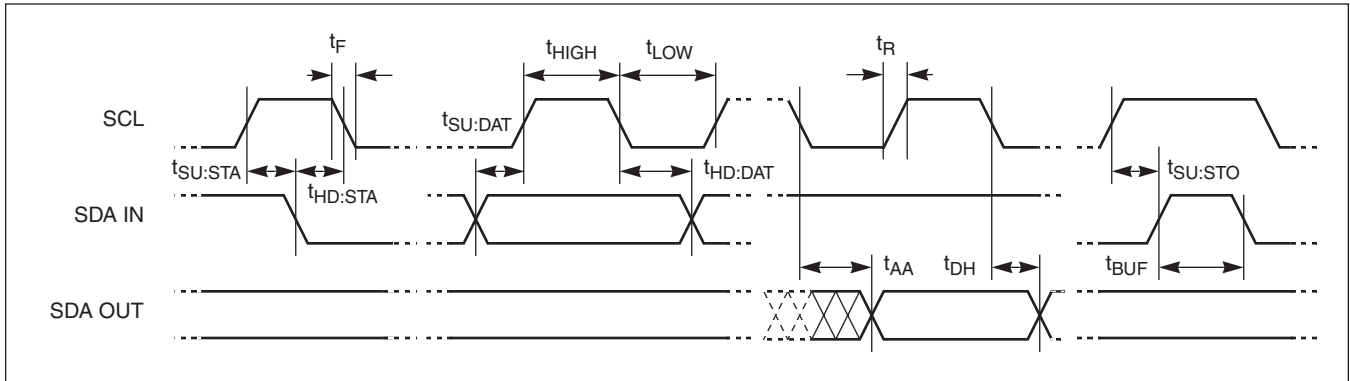 tF
tHIGH
tLOW
tR
SCL
tSU:DAT
tSU:STA
tHD:STA
tHD:DAT
tSU:STO
SDA IN
tAA
tDH
tBUF
SDA OUT